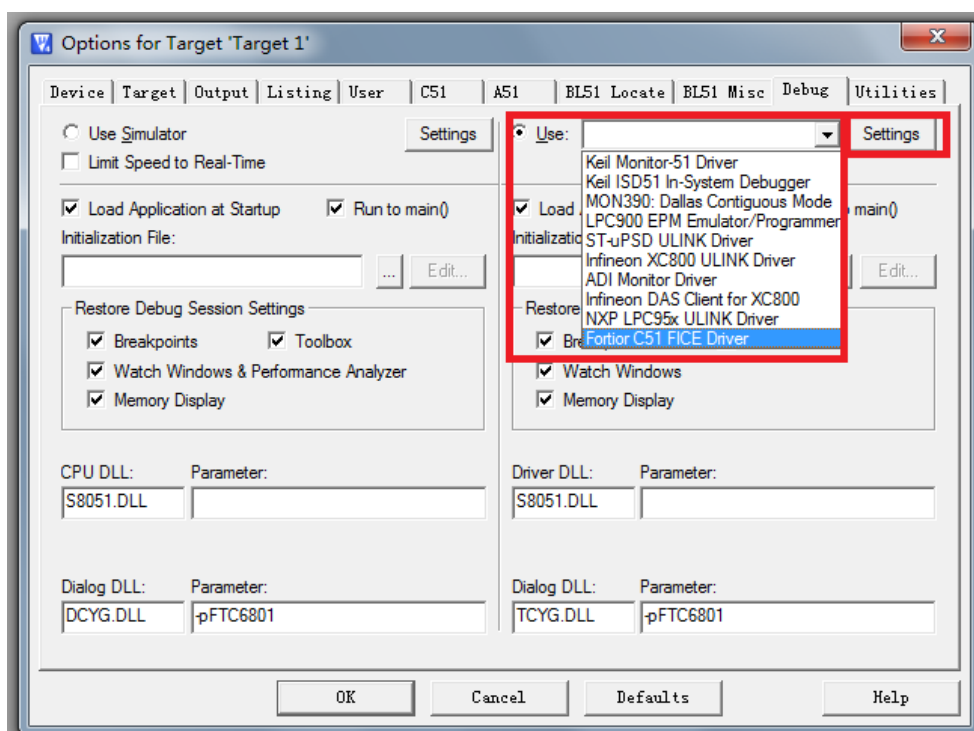 Options for Target 'Target 1'
Device Target Output Listing User C51 A51 BL51 Locate BL51 Misc Debug Utilities
Use Simulator Settings Use: Settings
Limit Speed to Real-Time
Keil Monitor-51 Driver
Keil ISD51 In-System Debugger
MON390: Dallas Contiguous Mode
LPC900 EPM Emulator/Programmer
ST-uPSD ULINK Driver
Infineon XC800 ULINK Driver
ADI Monitor Driver
Infineon DAS Client for XC800
NXP LPC95x ULINK Driver
Fortior C51 FICE Driver
Load Application at Startup Run to main() Load main()
Initialization File:
... Edit... Edit...
Restore Debug Session Settings Restore
Breakpoints Toolbox
Watch Windows & Performance Analyzer Watch Windows
Memory Display Memory Display
CPU DLL: Parameter: Driver DLL: Parameter:
S8051.DLL S8051.DLL
Dialog DLL: Parameter: Dialog DLL: Parameter:
DCYG.DLL -pFTC6801 TCYG.DLL -pFTC6801
OK Cancel Defaults Help